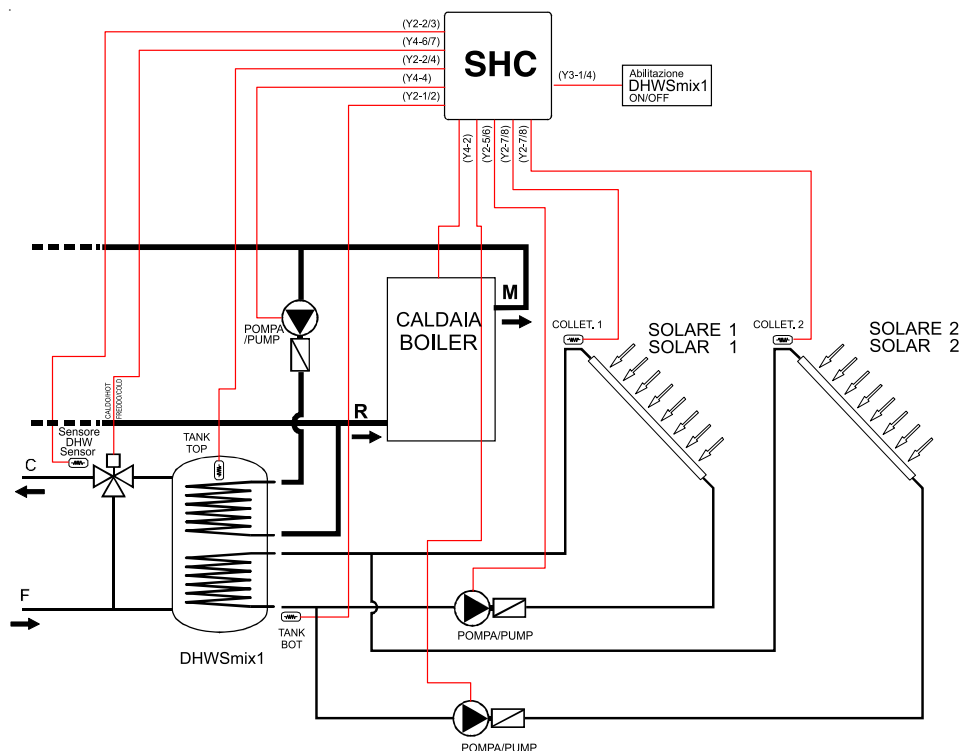 (Y2-2/3)
(Y4-6/7)
(Y2-2/4)
(Y4-4)
(Y2-1/2)
SHC
(Y3-1/4)
Abilitazione
DHWSmix1
ON/OFF
(Y4-2)
(Y2-5/6)
(Y2-7/8)
(Y2-7/8)
M
POMPA
/PUMP
CALDAIA
BOILER
COLLET. 1
SOLARE 1
SOLAR 1
COLLET. 2
SOLARE 2
SOLAR 2
CALDO/HOT
FREDDO/COLD
R
Sensore
DHW
Sensor
TANK
TOP
C
F
TANK
BOT
POMPA/PUMP
DHWSmix1
POMPA/PUMP